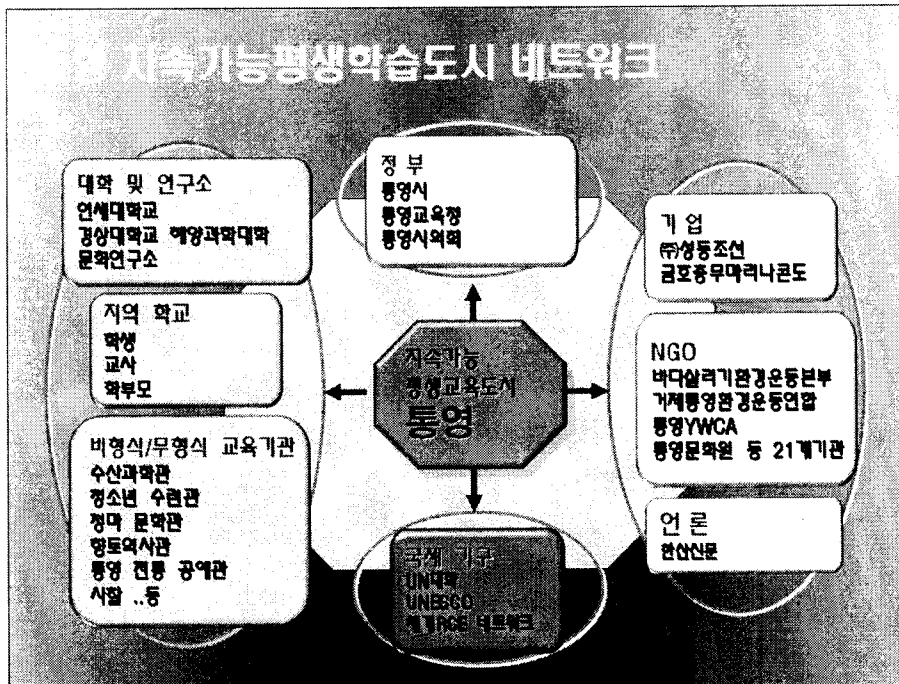 지속가능평생학습도시 네트워크
대학 및 연구소
연세대학교
경상대학교 해양과학대학
문화연구소
지역 학교
학생
교사
학부모
비형식/무형식 교육기관
수산과학관
청소년 수련관
청마 문학관
향토역사관
통영 전통 공예관
사찰 ..등
정부
통영시
통영교육청
통영시의회
지속가능
평생교육도시
통영
국제 기구
UN대학
UNESCO
세계RCE 네트워크
기업
㈜성동조선
금호충무마리나콘도
NGO
바다살리기환경운동본부
거제통영환경운동연합
통영YWCA
통영문화원 등 21개기관
언론
한산신문